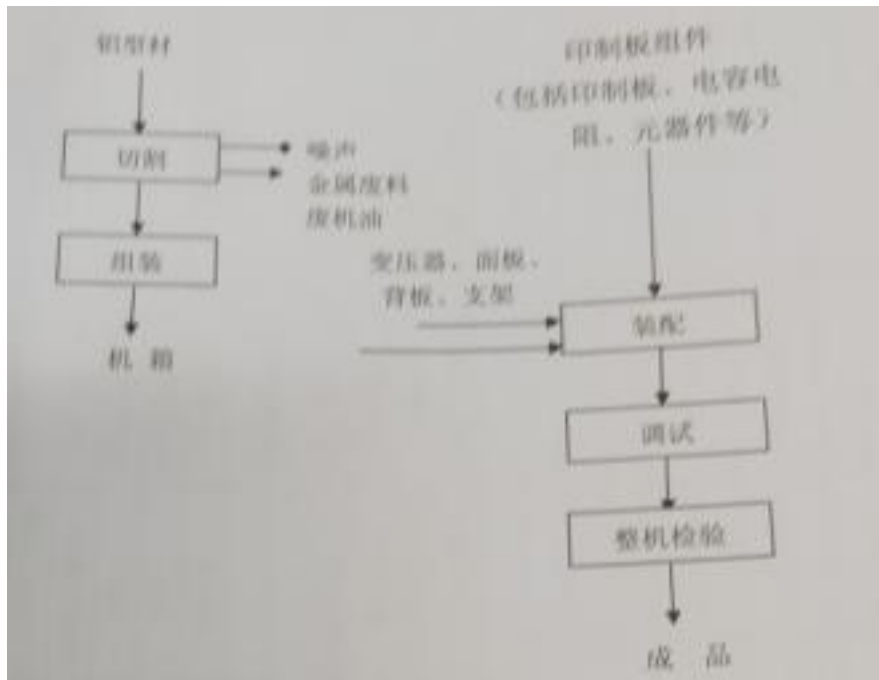 铝型材
切割
噪声
金属废料
废机油
组装
机 箱
印制板组件
（包括印制板、电容电
阻、元器件等）
变压器、面板、
背板、支架
装配
调试
整机检验
成 品